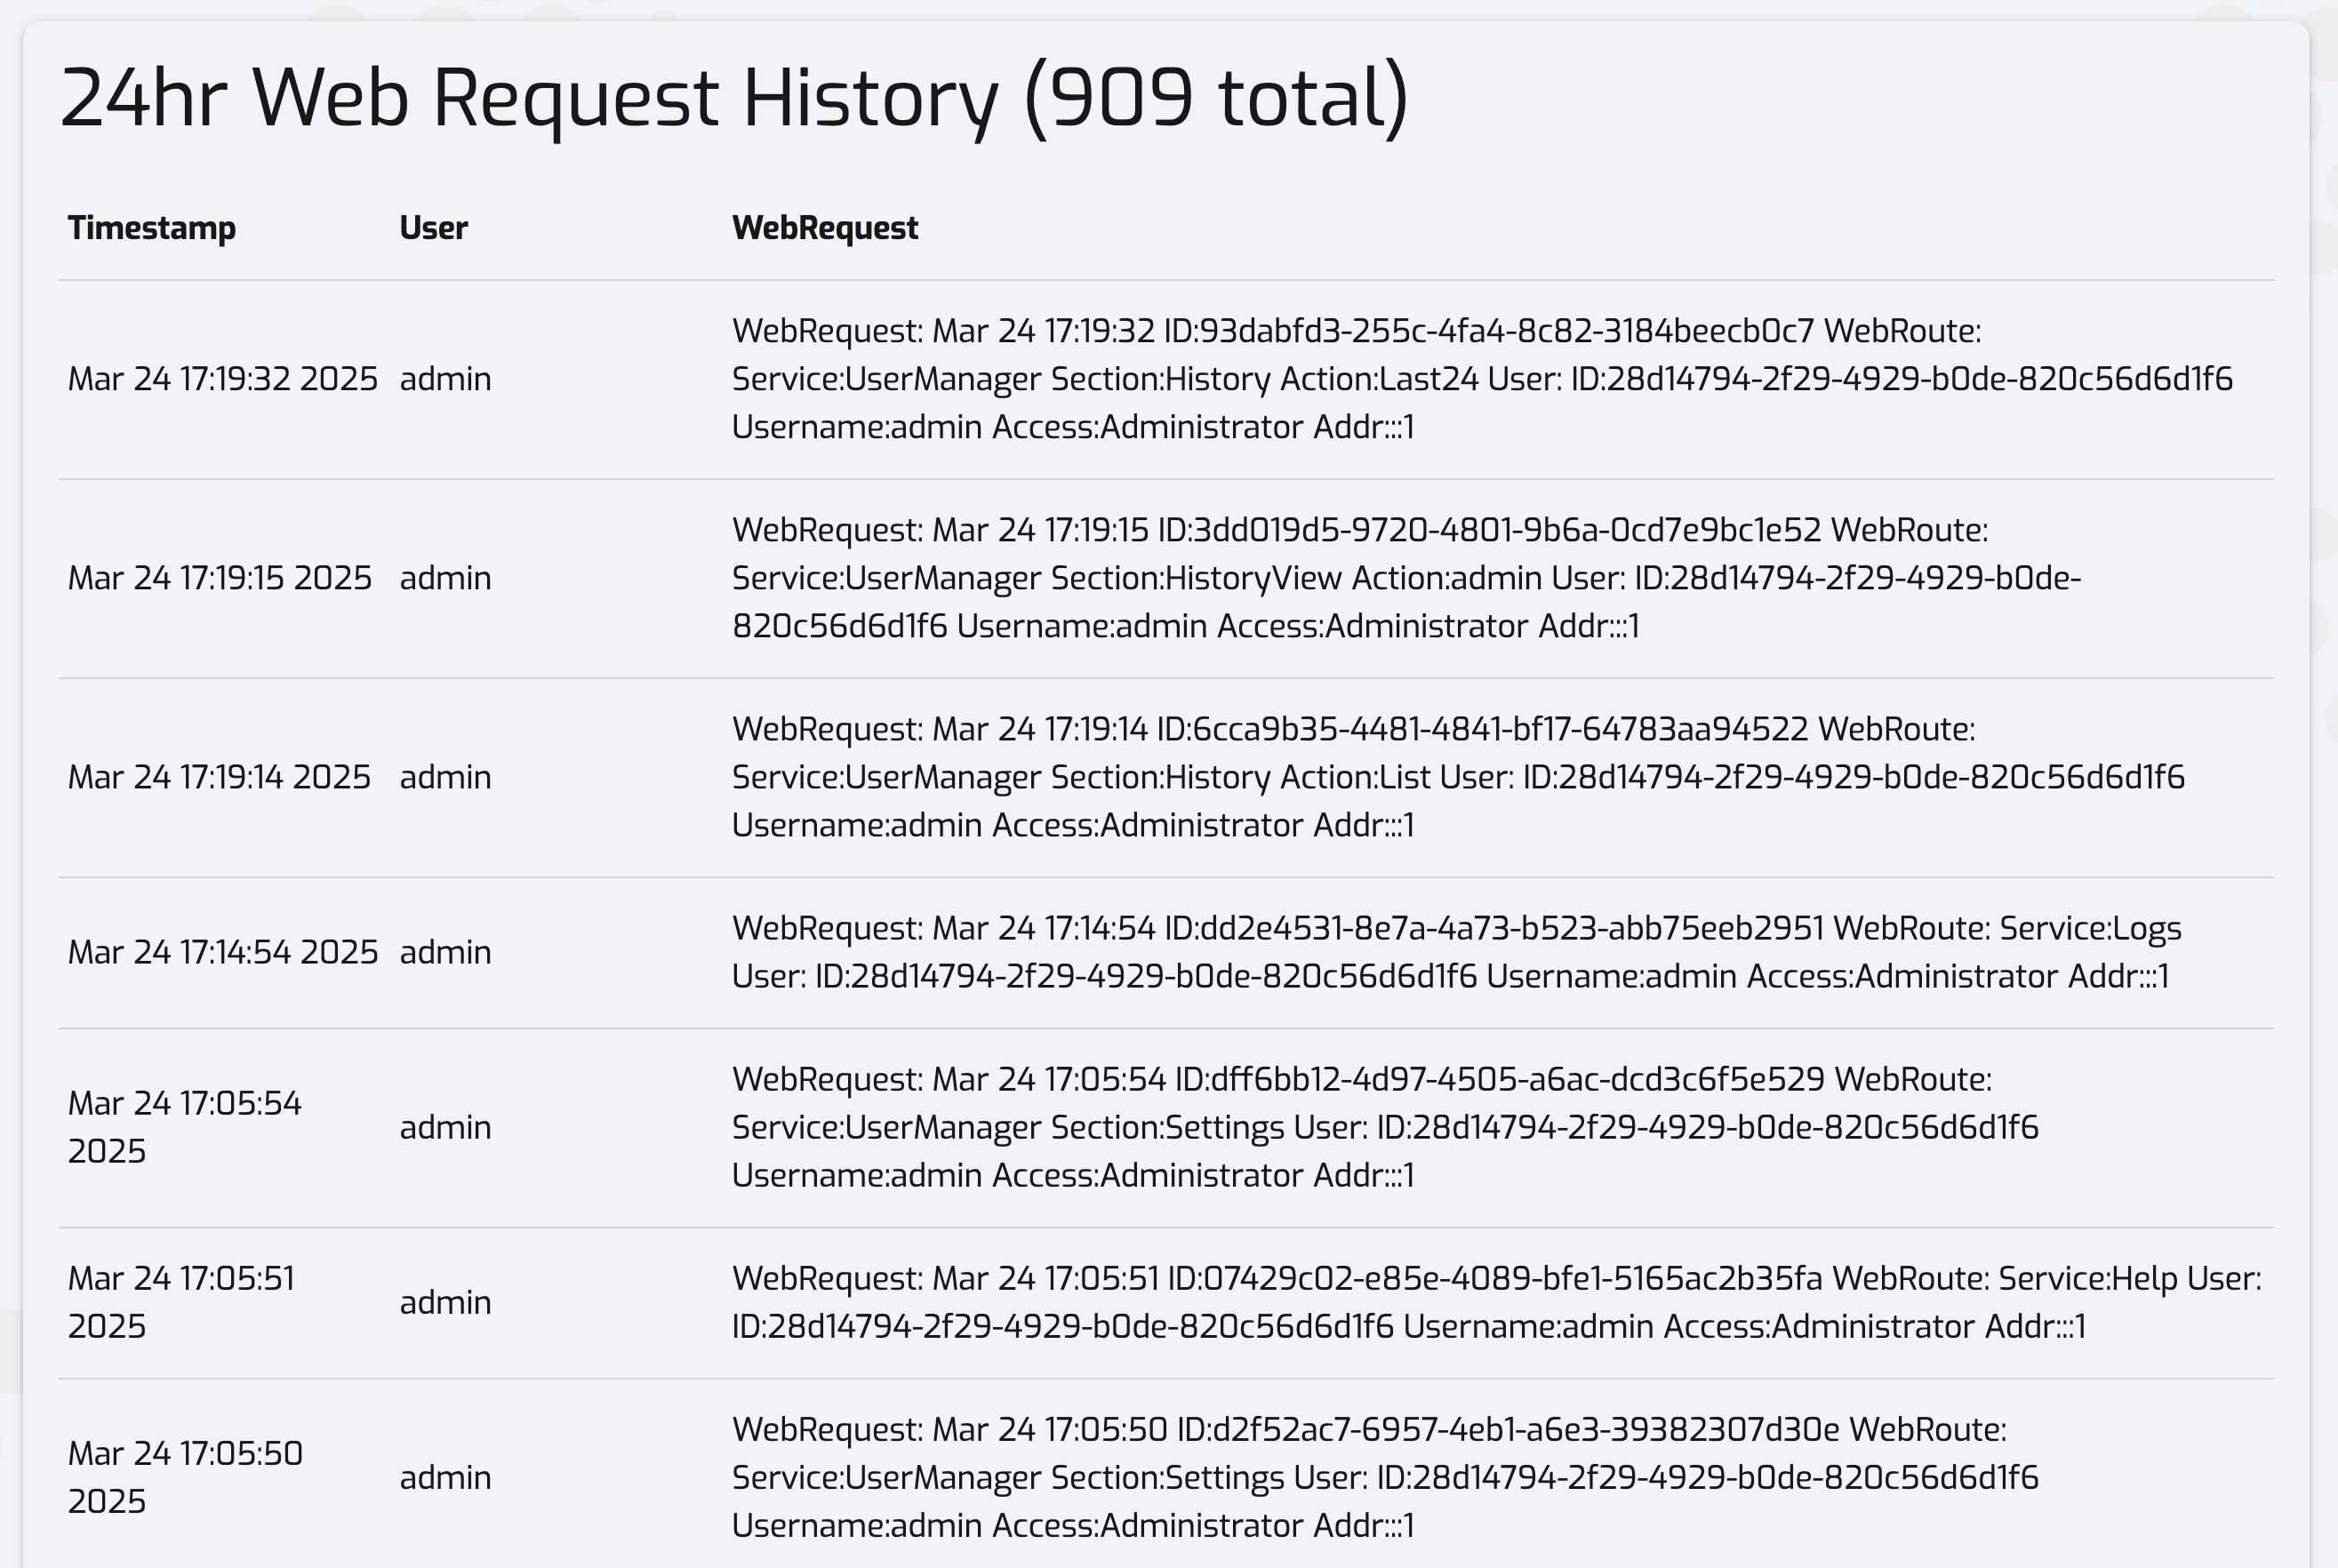 24hr Web Request History (909 total)
Timestamp User WebRequest
Mar 24 17:19:32 2025 admin
WebRequest: Mar 24 17:19:32 ID:93dabfd3-255c-4fa4-8c82-3184beecb0c7 WebRoute:
Service:UserManager Section:History Action:Last24 User: ID:28d14794-2f29-4929-b0de-820c56d6d1f6
Username:admin Access:Administrator Addr:::1
Mar 24 17:19:15 2025 admin
WebRequest: Mar 24 17:19:15 ID:3dd019d5-9720-4801-9b6a-0cd7e9bc1e52 WebRoute:
Service:UserManager Section:HistoryView Action:admin User: ID:28d14794-2f29-4929-b0de-
820c56d6d1f6 Username:admin Access:Administrator Addr:::1
Mar 24 17:19:14 2025 admin
WebRequest: Mar 24 17:19:14 ID:6cca9b35-4481-4841-bf17-64783aa94522 WebRoute:
Service:UserManager Section:History Action:List User: ID:28d14794-2f29-4929-b0de-820c56d6d1f6
Username:admin Access:Administrator Addr:::1
Mar 24 17:14:54 2025 admin
WebRequest: Mar 24 17:14:54 ID:dd2e4531-8e7a-4a73-b523-abb75eeb2951 WebRoute: Service:Logs
User: ID:28d14794-2f29-4929-b0de-820c56d6d1f6 Username:admin Access:Administrator Addr:::1
Mar 24 17:05:54
2025
admin
WebRequest: Mar 24 17:05:54 ID:dff6bb12-4d97-4505-a6ac-dcd3c6f5e529 WebRoute:
Service:UserManager Section:Settings User: ID:28d14794-2f29-4929-b0de-820c56d6d1f6
Username:admin Access:Administrator Addr:::1
Mar 24 17:05:51
2025
admin
WebRequest: Mar 24 17:05:51 ID:07429c02-e85e-4089-bfe1-5165ac2b35fa WebRoute: Service:Help User:
ID:28d14794-2f29-4929-b0de-820c56d6d1f6 Username:admin Access:Administrator Addr:::1
Mar 24 17:05:50
2025
admin
WebRequest: Mar 24 17:05:50 ID:d2f52ac7-6957-4eb1-a6e3-39382307d30e WebRoute:
Service:UserManager Section:Settings User: ID:28d14794-2f29-4929-b0de-820c56d6d1f6
Username:admin Access:Administrator Addr:::1